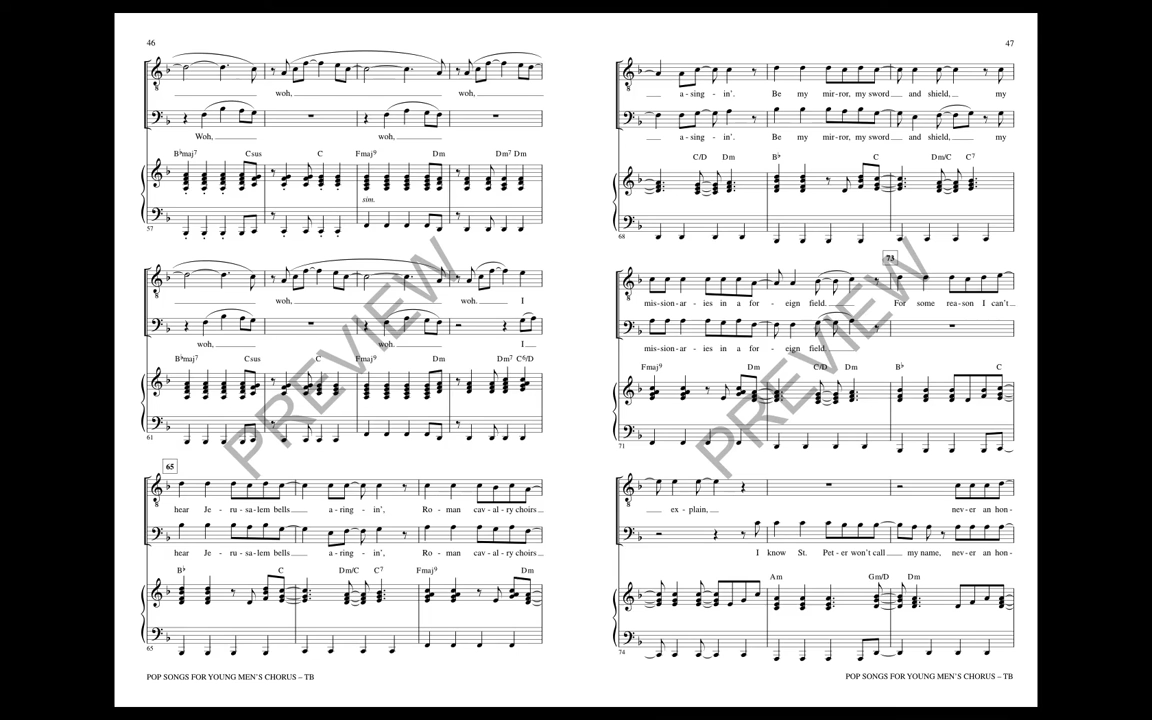 46
woh, woh,
Woh, woh,
B♭maj7 Csus C Fmaj9 Dm Dm7 Dm
sim.
57
woh, woh. I
woh, woh. I
B♭maj7 Csus C Fmaj9 Dm Dm7 C6/D
61
65
hear Je - ru - sa - lem bells a - ring - in', Ro - man cav - al - ry choirs
hear Je - ru - sa - lem bells a - ring - in', Ro - man cav - al - ry choirs
B♭ C Dm/C C7 Fmaj9 Dm
65
POP SONGS FOR YOUNG MEN'S CHORUS – TB
47
a - sing - in'. Be my mir - ror, my sword and shield, my
a - sing - in'. Be my mir - ror, my sword and shield, my
C/D Dm B♭ C Dm/C C7
68
73
mis - sion - ar - ies in a for - eign field. For some rea - son I can't
mis - sion - ar - ies in a for - eign field.
Fmaj9 Dm C/D Dm B♭ C
71
ex - plain, nev - er an hon -
I know St. Pet - er won't call my name, nev - er an hon -
Am Gm/D Dm
74
POP SONGS FOR YOUNG MEN'S CHORUS – TB
PREVIEW
PREVIEW